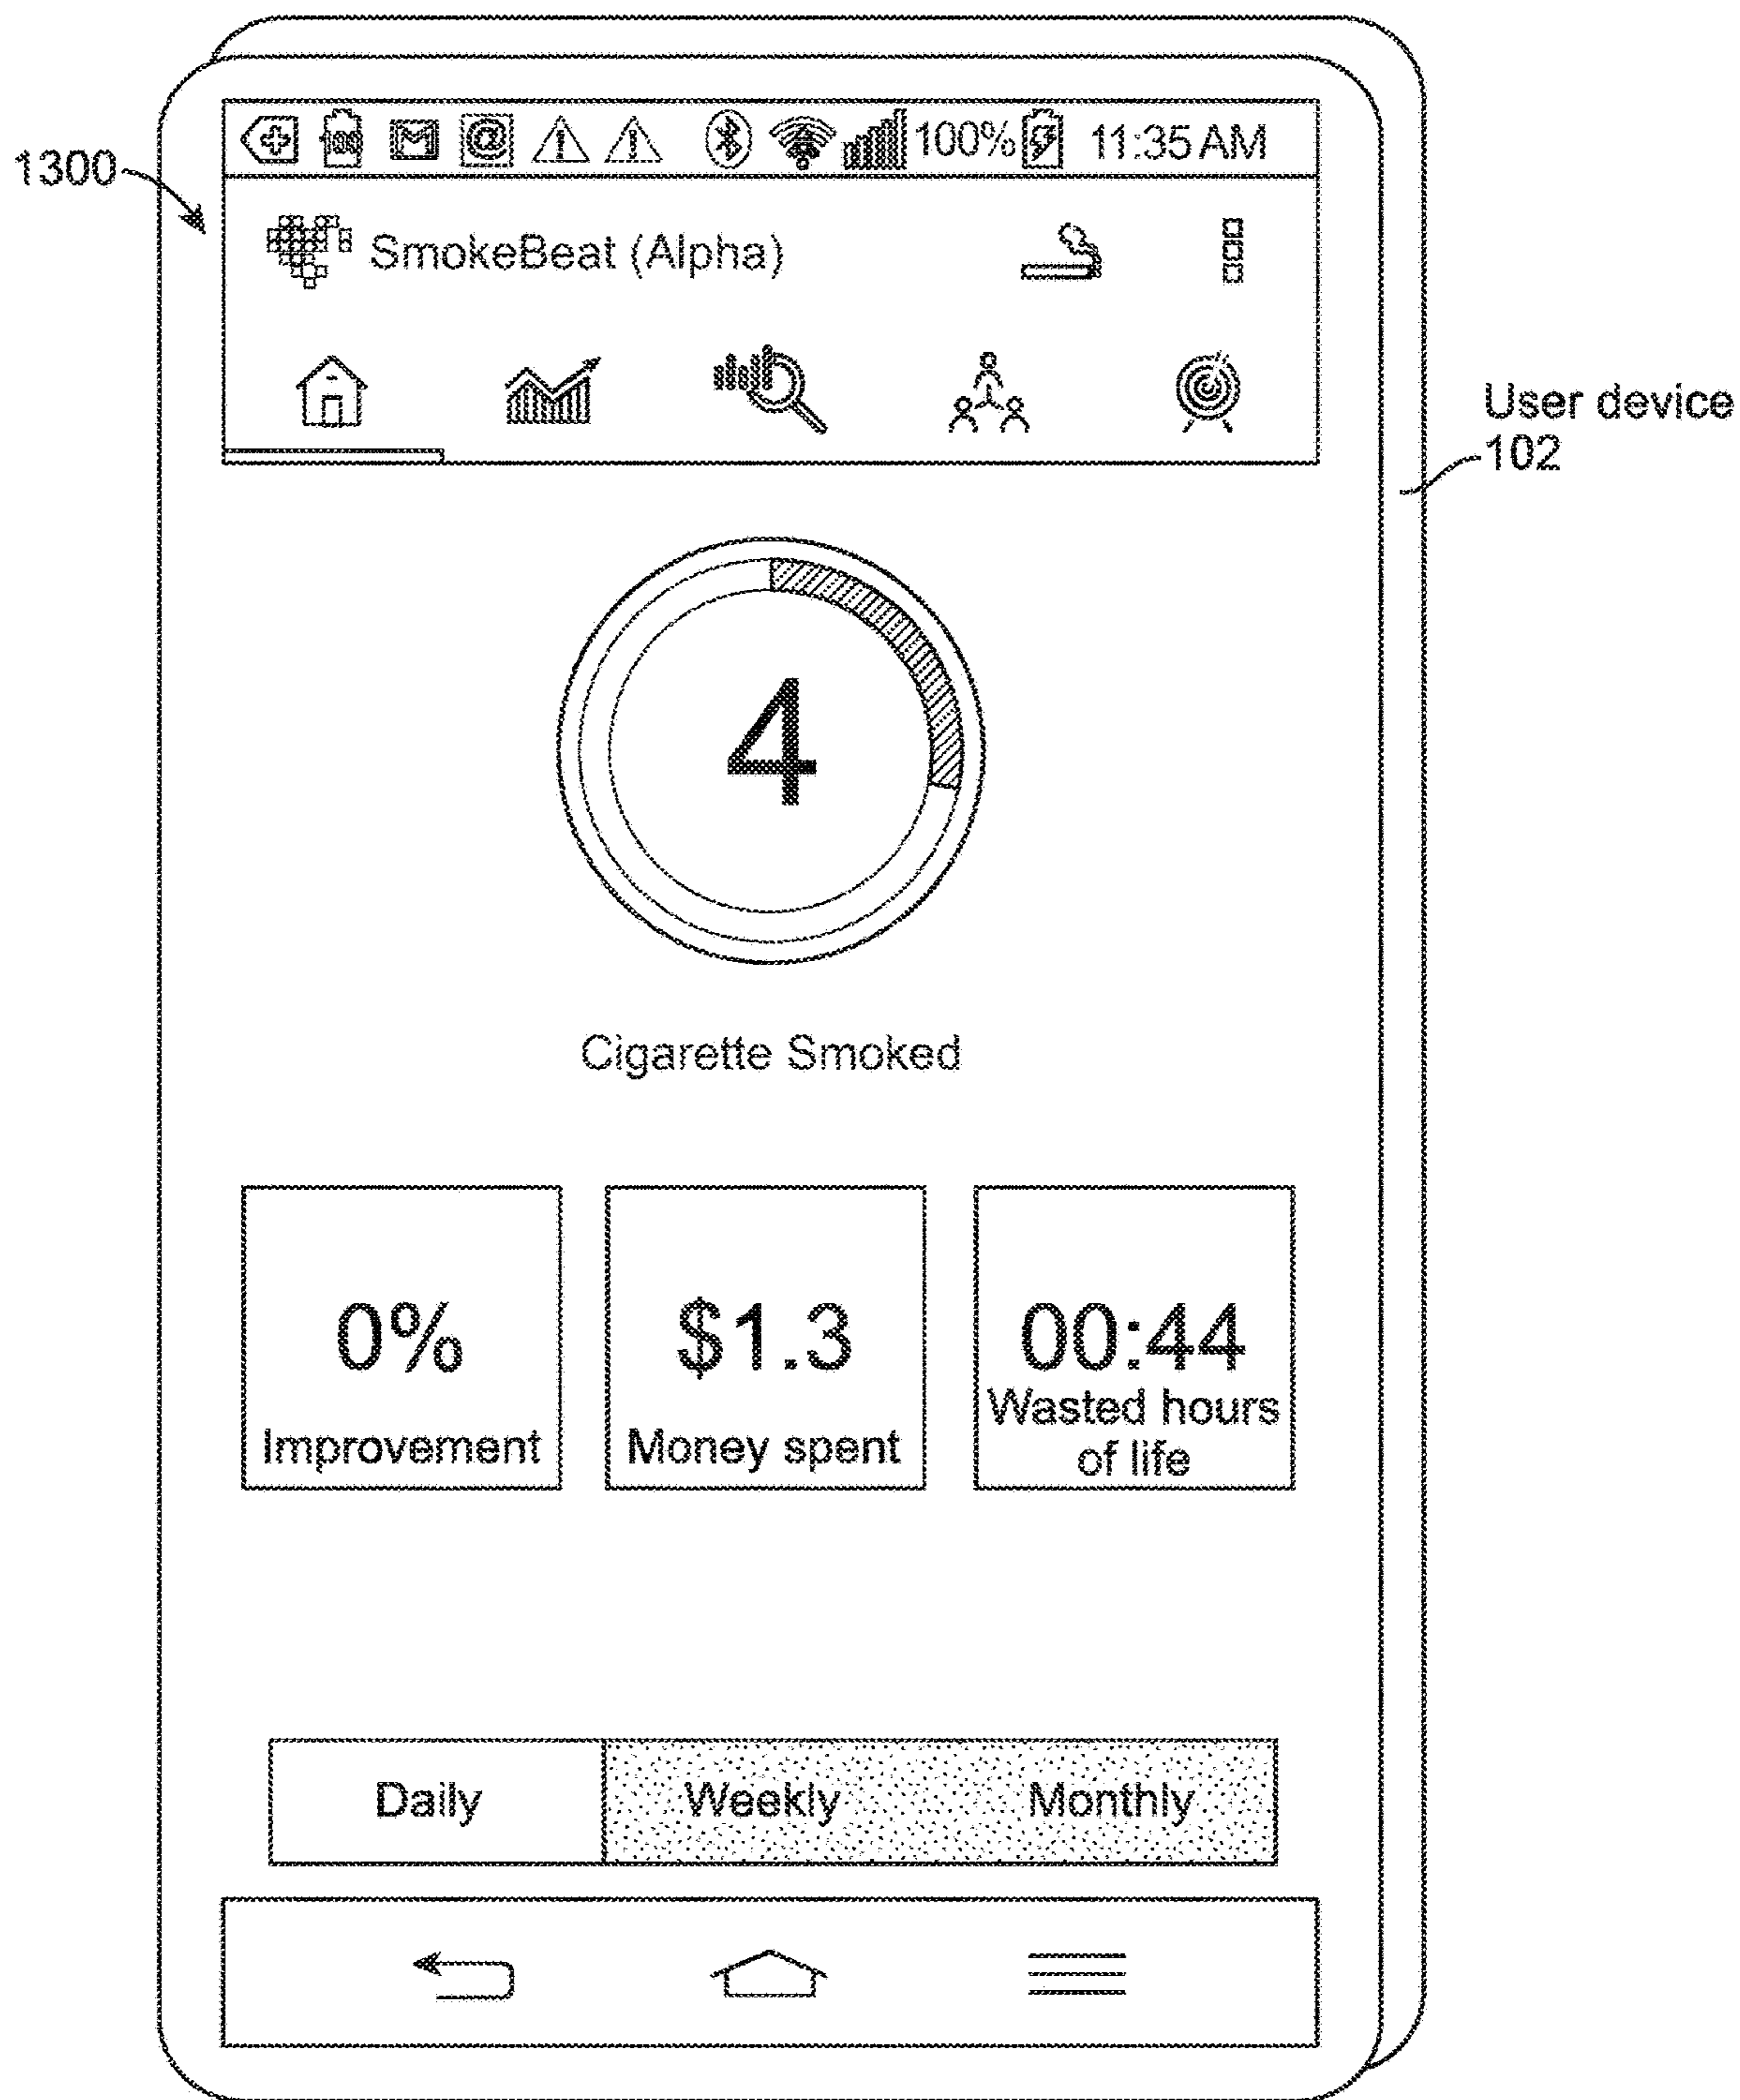 100% 11:35 AM
1300
SmokeBeat (Alpha)
User device
102
4
Cigarette Smoked
0%
Improvement
$1.3
Money spent
00:44
Wasted hours
of life
Daily Weekly Monthly